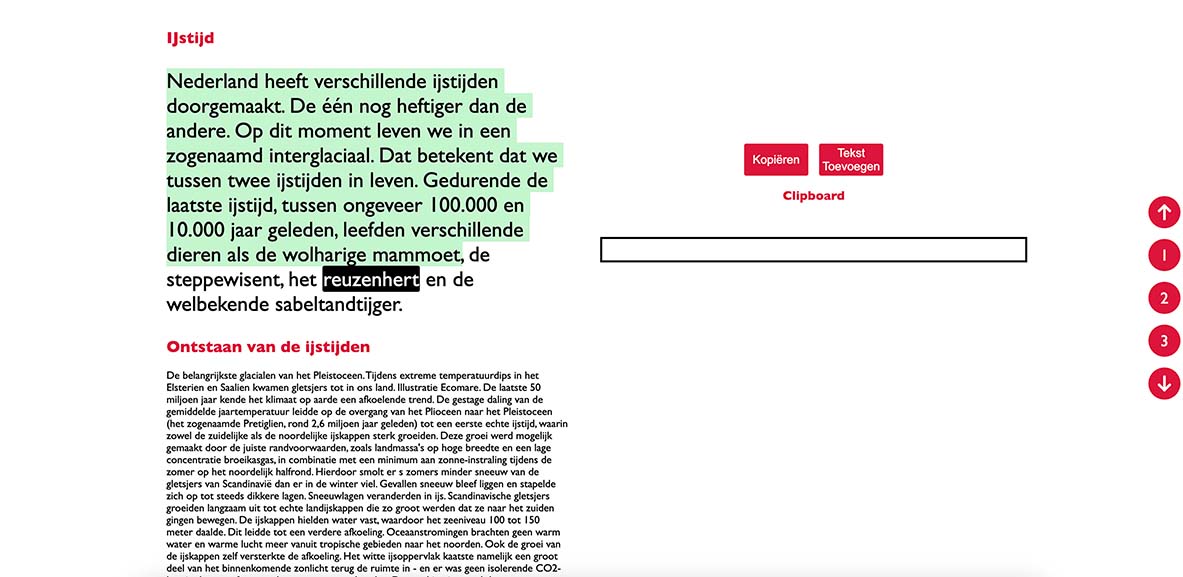 IJstijd
Nederland heeft verschillende ijstijden
doorgemaakt. De één nog heftiger dan de
andere. Op dit moment leven we in een
zogenaamd interglaciaal. Dat betekent dat we
tussen twee ijstijden in leven. Gedurende de
laatste ijstijd, tussen ongeveer 100.000 en
10.000 jaar geleden, leefden verschillende
dieren als de wolharige mammoet, de
steppewisent, het reuzenhert en de
welbekende sabeltandtijger.
Ontstaan van de ijstijden
De belangrijkste glacialen van het Pleistoceen. Tijdens extreme temperatuurdips in het
Elsterien en Saalien kwamen gletsjers tot in ons land. Illustratie Ecomare. De laatste 50
miljoen jaar kende het klimaat op aarde een afkoelende trend. De gestage daling van de
gemiddelde jaartemperatuur leidde op de overgang van het Plioceen naar het Pleistoceen
(het zogenaamde Pretiglien, rond 2,6 miljoen jaar geleden) tot een eerste echte ijstijd, waarin
zowel de zuidelijke als de noordelijke ijskappen sterk groeiden. Deze groei werd mogelijk
gemaakt door de juiste randvoorwaarden, zoals landmassa's op hoge breedte en een lage
concentratie broeikasgas, in combinatie met een minimum aan zonne-instraling tijdens de
zomer op het noordelijk halfrond. Hierdoor smolt er s zomers minder sneeuw van de
gletsjers van Scandinavië dan er in de winter viel. Gevallen sneeuw bleef liggen en stapelde
zich op tot steeds dikkere lagen. Sneeuwlagen veranderden in ijs. Scandinavische gletsjers
groeiden langzaam uit tot echte landijskappen die zo groot werden dat ze naar het zuiden
gingen bewegen. De ijskappen hielden water vast, waardoor het zeeniveau 100 tot 150
meter daalde. Dit leidde tot een verdere afkoeling. Oceaanstromingen brachten geen warm
water en warme lucht meer vanuit tropische gebieden naar het noorden. Ook de groei van
de ijskappen zelf versterkte de afkoeling. Het witte ijsoppervlak kaatste namelijk een groot
deel van het binnenkomende zonlicht terug de ruimte in - en er was geen isolerende CO2-
Kopiëren
Tekst
Toevoegen
Clipboard
1
2
3